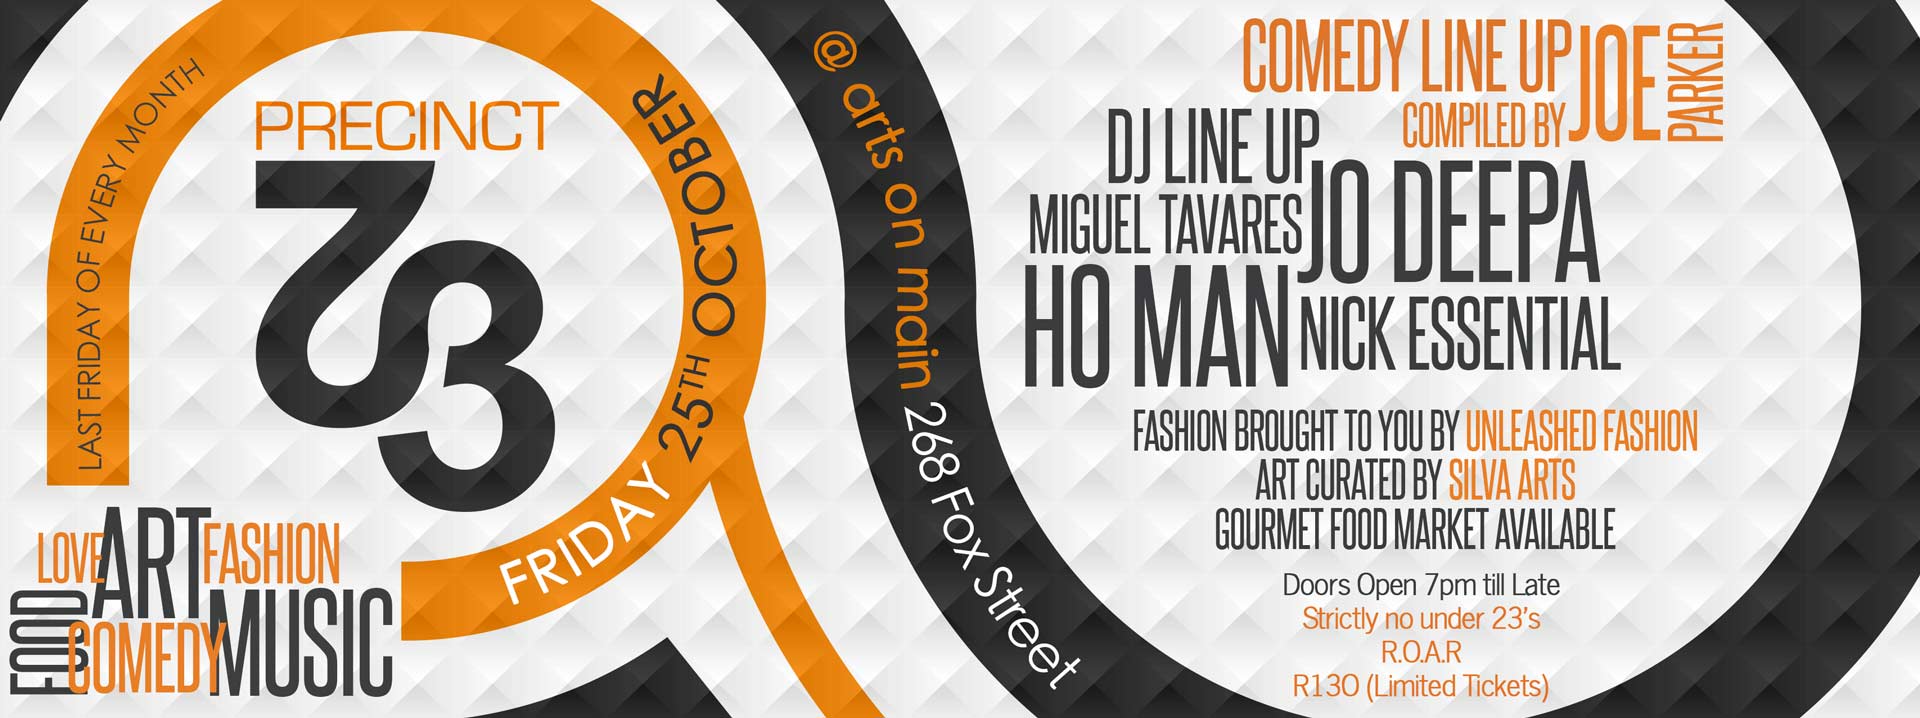 LAST FRIDAY OF EVERY MONTH
PRECINCT
23
FRIDAY 25TH OCTOBER
LOVE ART FASHION
FOOD COMEDY MUSIC
@ arts on main 268 Fox Street
COMEDY LINE UP
COMPILED BY JOE PARKER
DJ LINE UP
JO DEEPA
MIGUEL TAVARES
HO MAN
NICK ESSENTIAL
FASHION BROUGHT TO YOU BY UNLEASHED FASHION
ART CURATED BY SILVA ARTS
GOURMET FOOD MARKET AVAILABLE
Doors Open 7pm till Late
Strictly no under 23's
R.O.A.R
R130 (Limited Tickets)